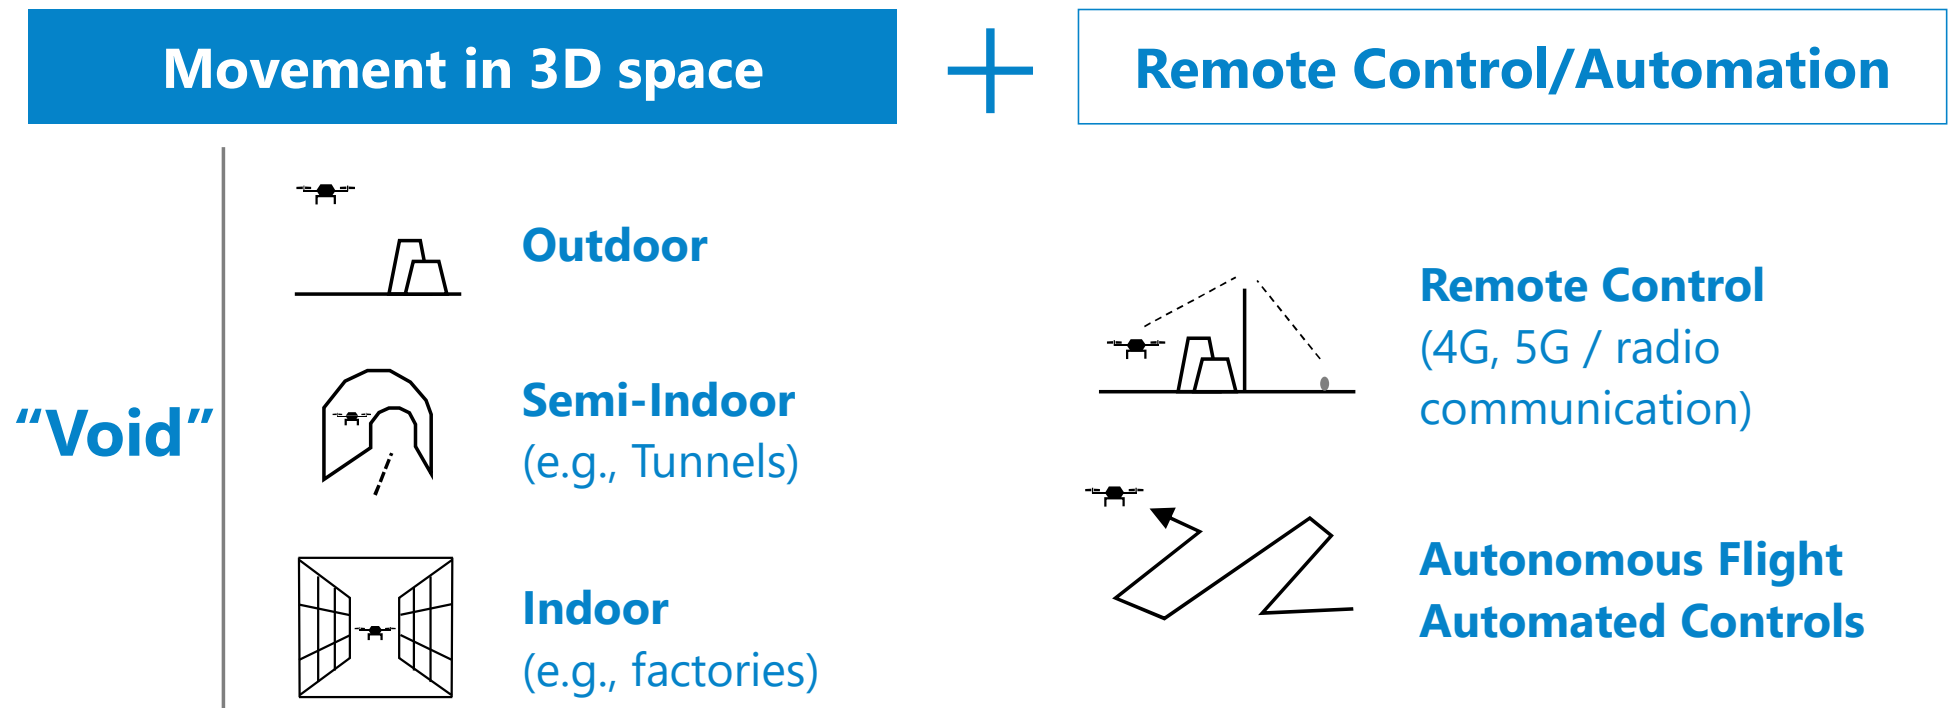 Movement in 3D space
+
Remote Control/Automation
“Void”
Outdoor
Semi-Indoor
(e.g., Tunnels)
Indoor
(e.g., factories)
Remote Control
(4G, 5G / radio
communication)
Autonomous Flight
Automated Controls